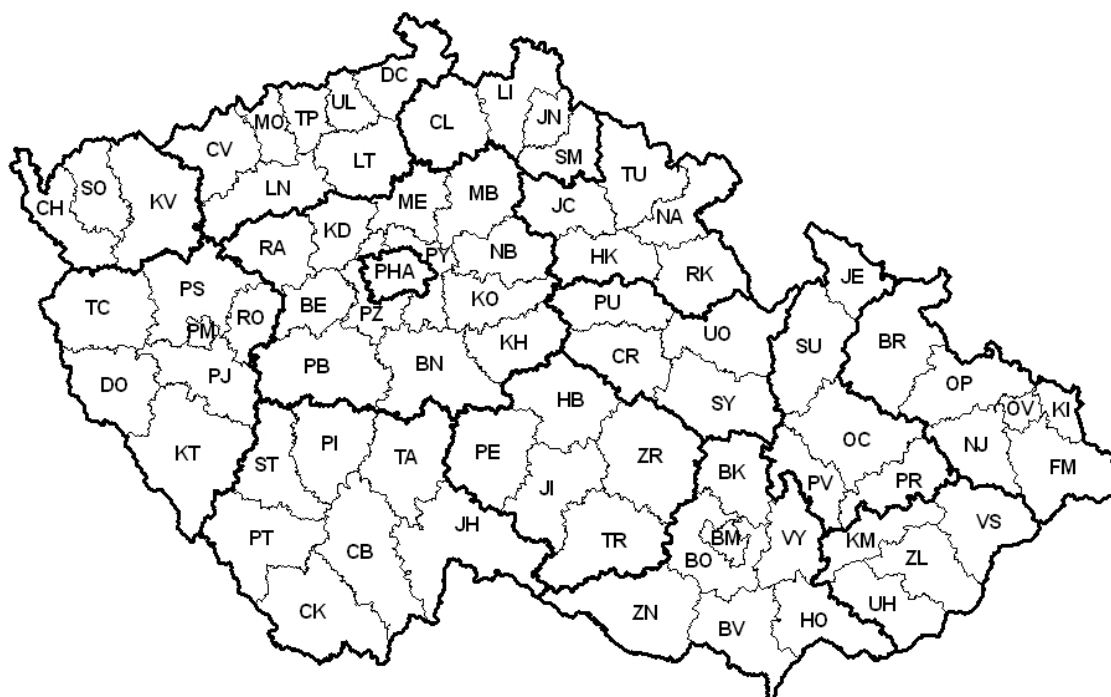 DC
LI
UL
MO
TP
CL
JN
CV
LT
SM
TU
SO
LN
CH
KV
ME
MB
JC
NA
KD
RA
PY
NB
HK
RK
PHA
JE
PS
KO
TC
BE
PU
RO
PZ
PM
UO
SU
BR
CR
KH
PB
BN
DO
PJ
OP
HB
SY
OV
KI
KT
PI
ST
TA
PE
ZR
OC
NJ
FM
BK
JI
PV
PR
JH
VS
PT
CB
TR
BM
VY
KM
BO
ZL
CK
UH
ZN
HO
BV